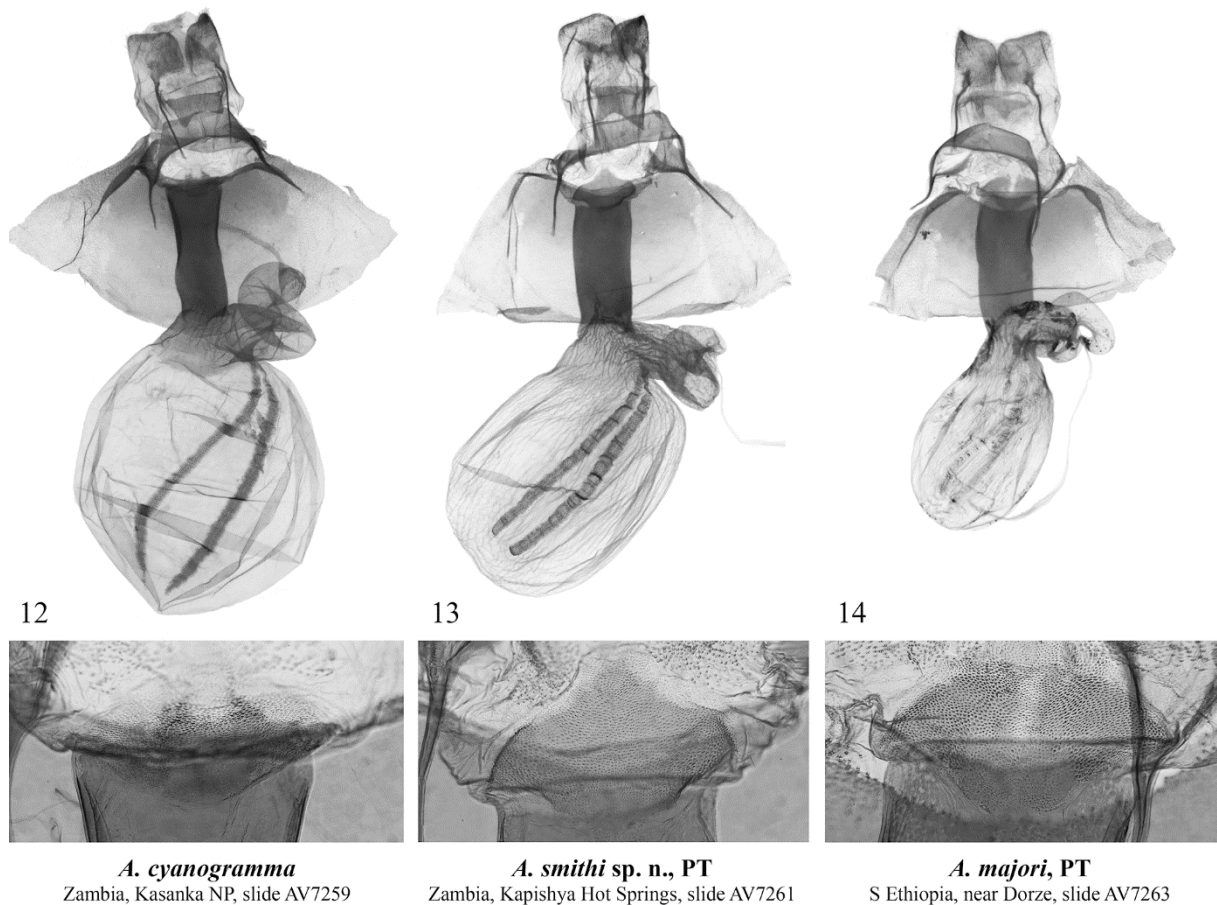 12
13
14
A. cyanogramma
Zambia, Kasanka NP, slide AV7259
A. smithi sp. n., PT
Zambia, Kapishya Hot Springs, slide AV7261
A. majori, PT
S Ethiopia, near Dorze, slide AV7263